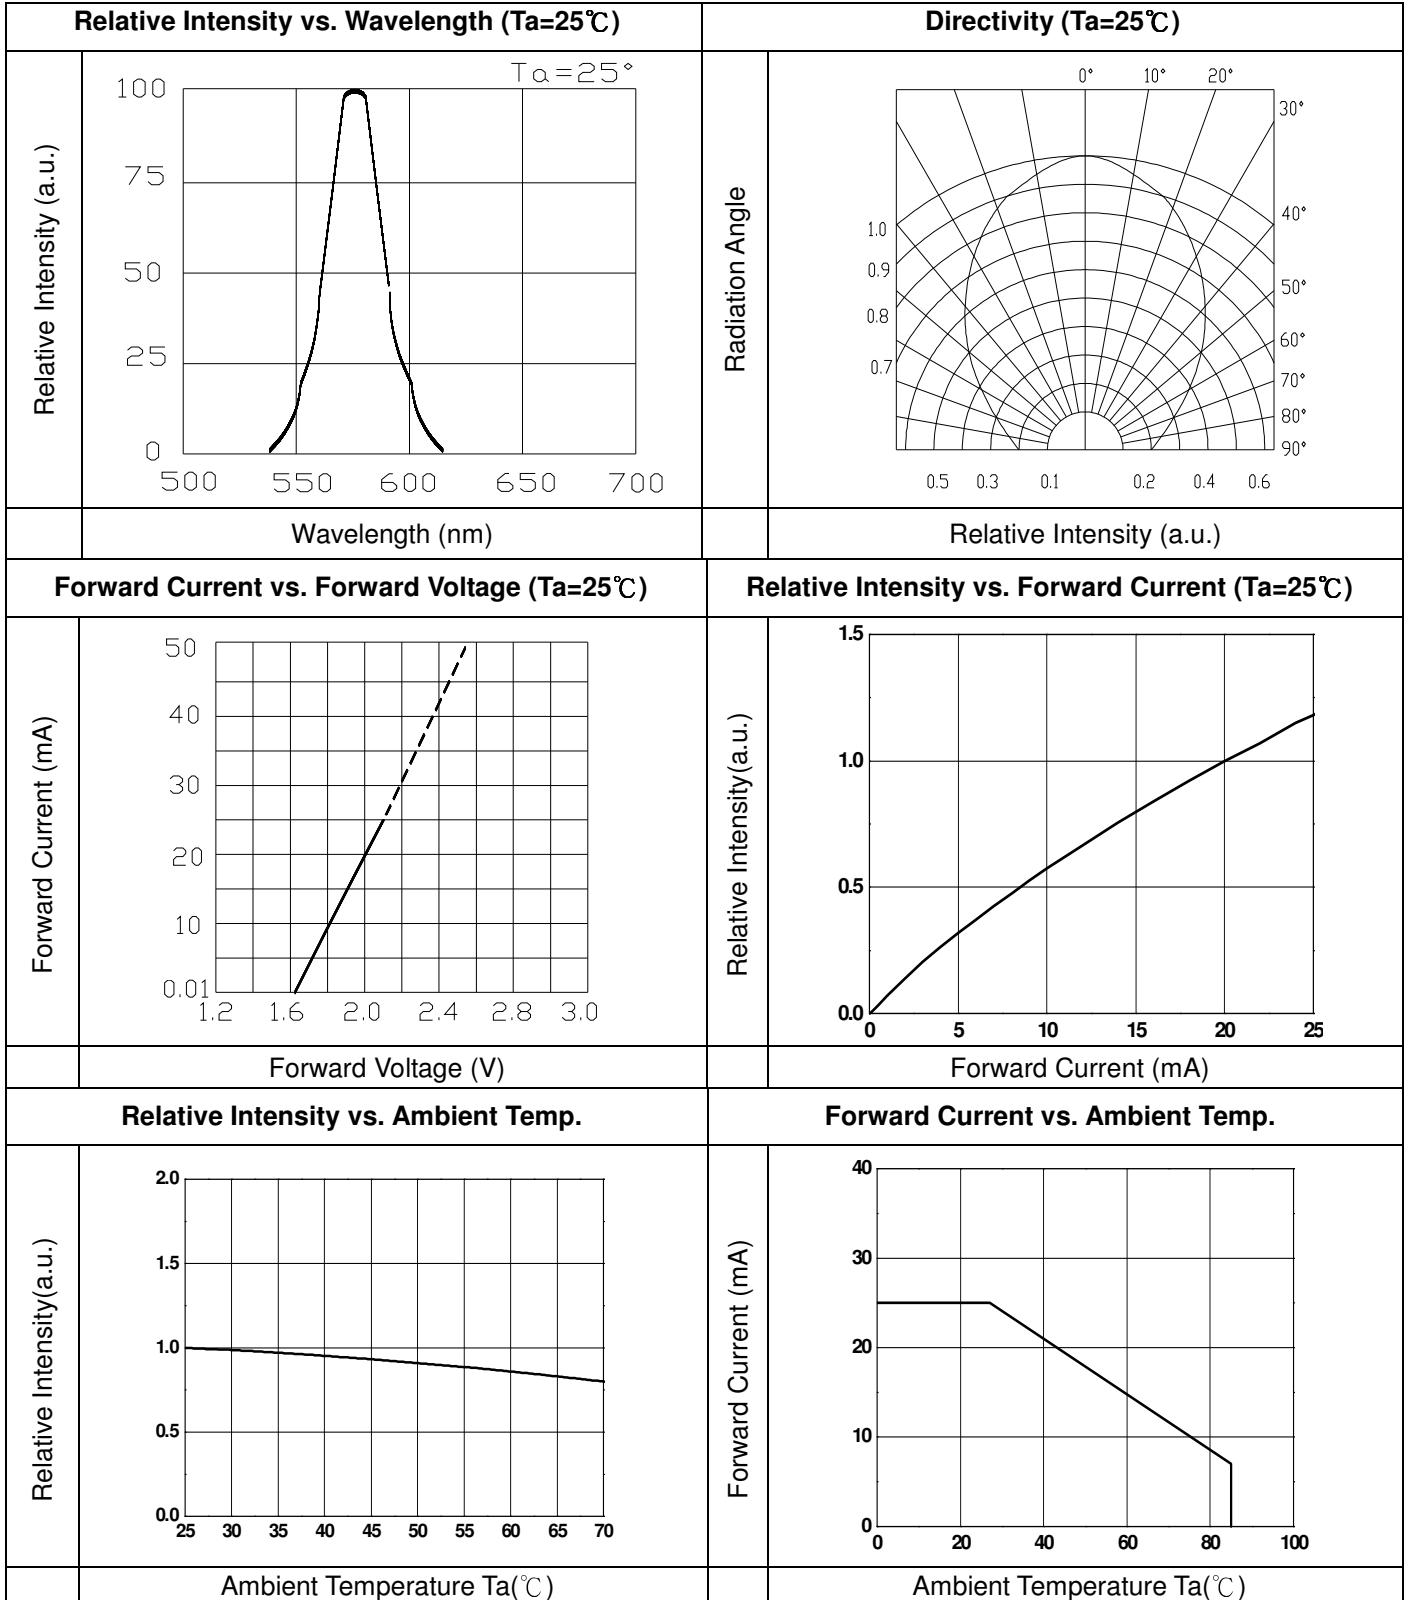 Relative Intensity vs. Wavelength (Ta=25℃)
Directivity (Ta=25℃)
Relative Intensity (a.u.)
Ta=25°
100
75
50
25
0
500 550 600 650 700
Wavelength (nm)
Radiation Angle
0° 10° 20°
30°
40°
50°
60°
70°
80°
90°
1.0
0.9
0.8
0.7
0.5 0.3 0.1 0.2 0.4 0.6
Relative Intensity (a.u.)
Forward Current vs. Forward Voltage (Ta=25℃)
Relative Intensity vs. Forward Current (Ta=25℃)
Forward Current (mA)
50
40
30
20
10
0.01
1.2 1.6 2.0 2.4 2.8 3.0
Forward Voltage (V)
Relative Intensity(a.u.)
1.5
1.0
0.5
0.0
0 5 10 15 20 25
Forward Current (mA)
Relative Intensity vs. Ambient Temp.
Forward Current vs. Ambient Temp.
Relative Intensity(a.u.)
2.0
1.5
1.0
0.5
0.0
25 30 35 40 45 50 55 60 65 70
Ambient Temperature Ta(℃)
Forward Current (mA)
40
30
20
10
0
0 20 40 60 80 100
Ambient Temperature Ta(℃)